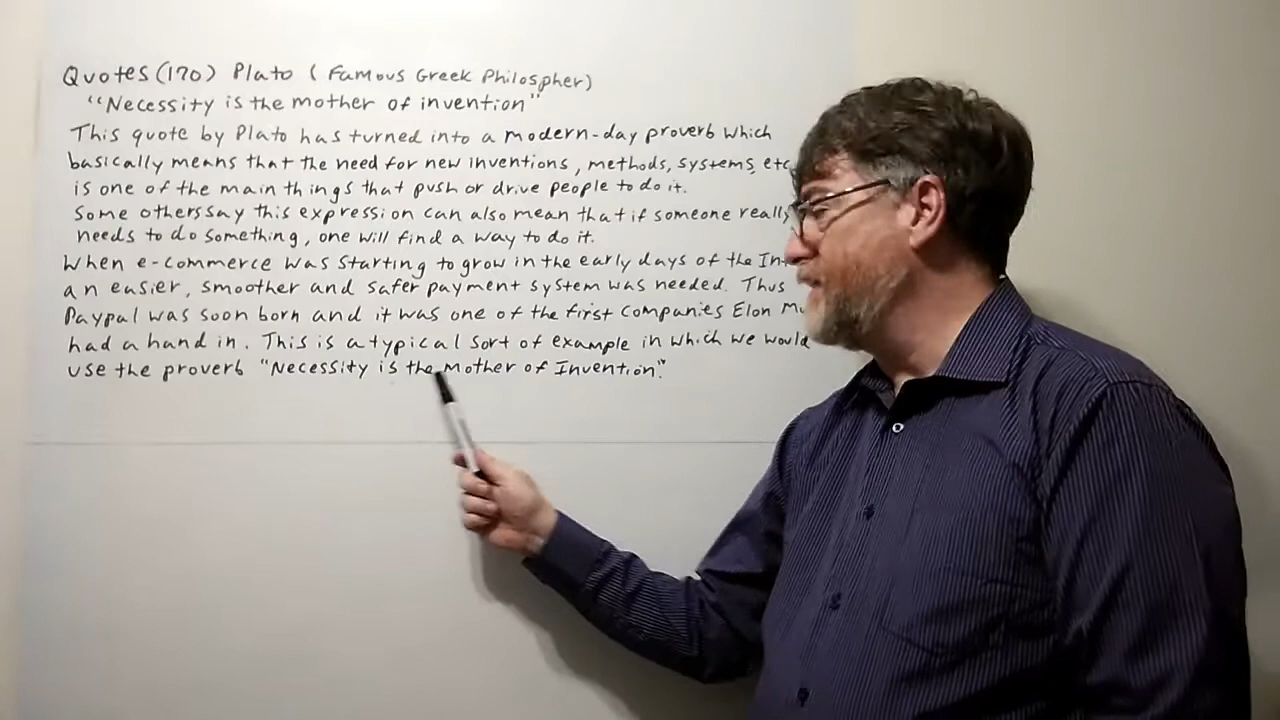 Quotes (170) Plato ( Famous Greek Philospher)
"Necessity is the mother of invention"
This quote by Plato has turned into a modern-day proverb which
basically means that the need for new inventions, methods, systems, etc
is one of the main things that push or drive people to do it.
Some others say this expression can also mean that if someone really
needs to do something, one will find a way to do it.
When e-commerce was starting to grow in the early days of the
an easier, smoother and safer payment system was needed. Thus
Paypal was soon born and it was one of the first companies Elon
had a hand in. This is a typical sort of example in which we would
use the proverb "Necessity is the Mother of Invention."